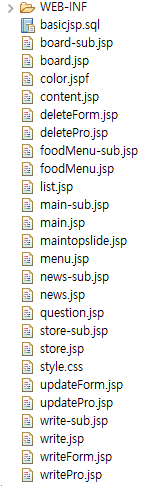 WEB-INF
basicjsp.sql
board-sub.jsp
board.jsp
color.jspf
content.jsp
deleteForm.jsp
deletePro.jsp
foodMenu-sub.jsp
foodMenu.jsp
list.jsp
main-sub.jsp
main.jsp
maintopslide.jsp
menu.jsp
news-sub.jsp
news.jsp
question.jsp
store-sub.jsp
store.jsp
style.css
updateForm.jsp
updatePro.jsp
write-sub.jsp
write.jsp
writeForm.jsp
writePro.jsp